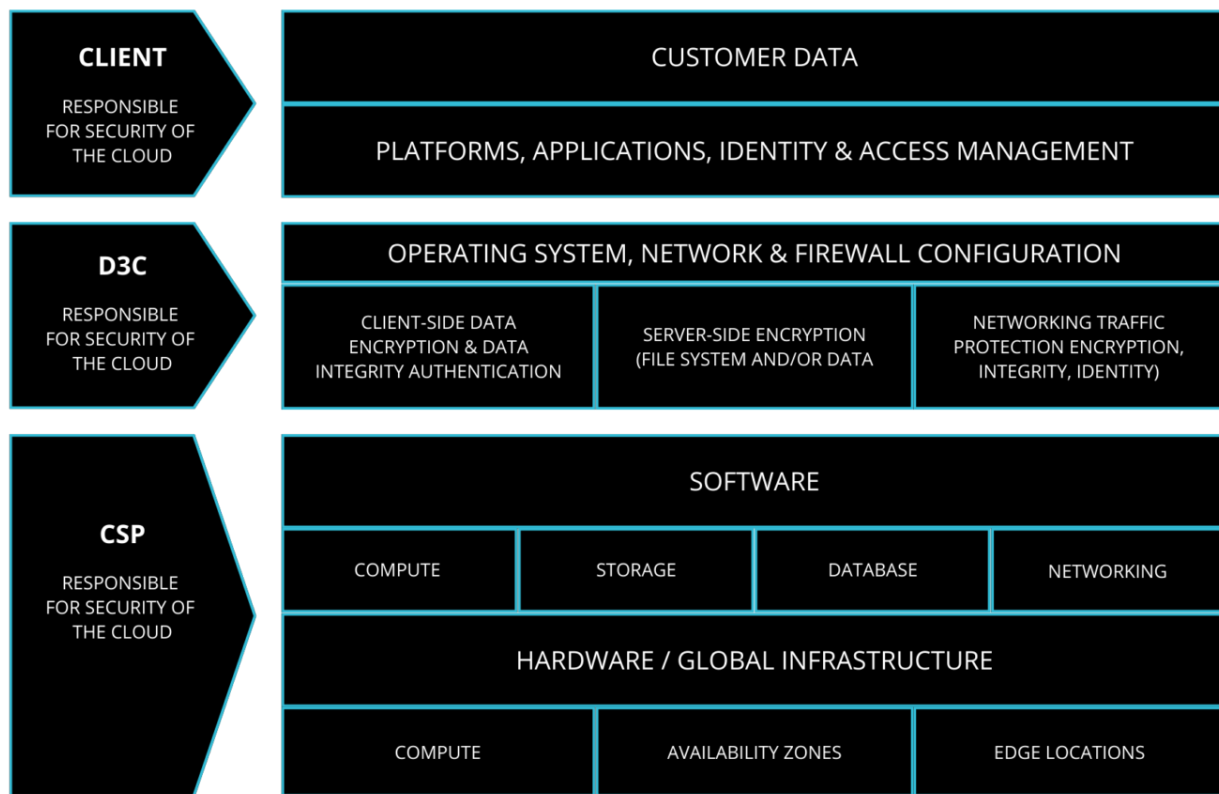 CLIENT
RESPONSIBLE
FOR SECURITY OF
THE CLOUD
CUSTOMER DATA
PLATFORMS, APPLICATIONS, IDENTITY & ACCESS MANAGEMENT
D3C
RESPONSIBLE
FOR SECURITY OF
THE CLOUD
OPERATING SYSTEM, NETWORK & FIREWALL CONFIGURATION
CLIENT-SIDE DATA
ENCRYPTION & DATA
INTEGRITY AUTHENTICATION
SERVER-SIDE ENCRYPTION
(FILE SYSTEM AND/OR DATA
NETWORKING TRAFFIC
PROTECTION ENCRYPTION,
INTEGRITY, IDENTITY)
CSP
RESPONSIBLE
FOR SECURITY OF
THE CLOUD
SOFTWARE
COMPUTE
STORAGE
DATABASE
NETWORKING
HARDWARE / GLOBAL INFRASTRUCTURE
COMPUTE
AVAILABILITY ZONES
EDGE LOCATIONS